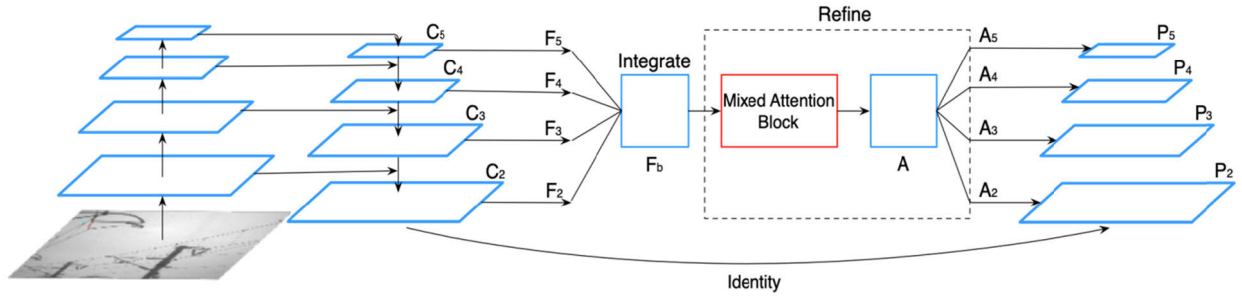 Refine
C5
F5
A5
P5
C4
F4
Integrate
A4
P4
Mixed Attention
Block
C3
F3
A3
P3
Fb
A
C2
F2
A2
P2
Identity